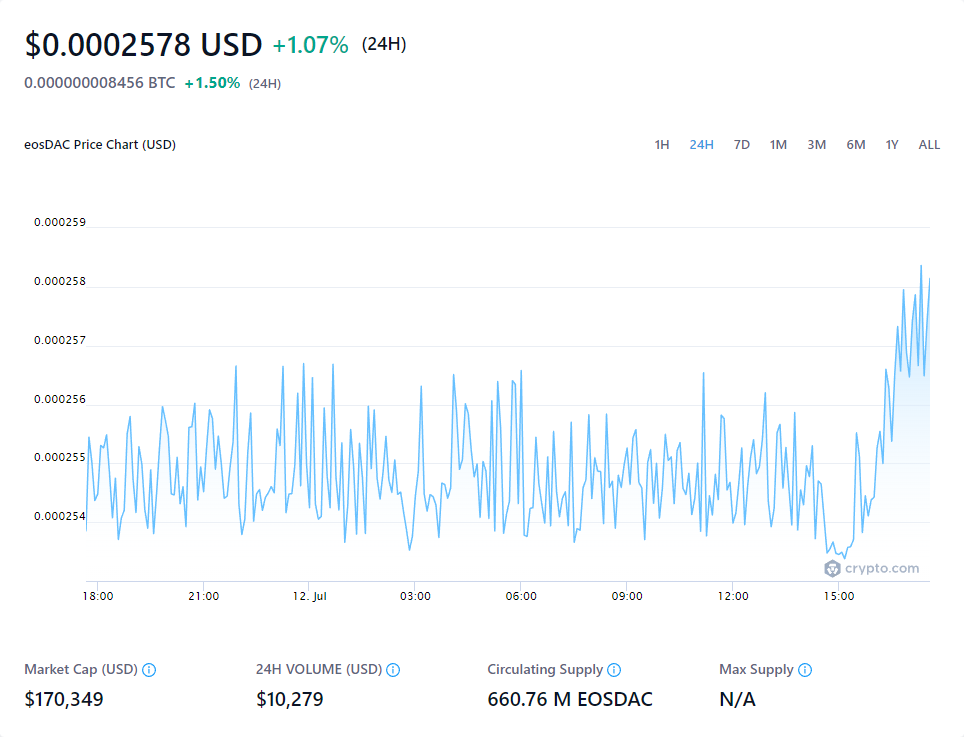 $0.0002578 USD +1.07% (24H)
0.000000008456 BTC +1.50% (24H)
eosDAC Price Chart (USD)
1H 24H 7D 1M 3M 6M 1Y ALL
0.000259
0.000258
0.000257
0.000256
0.000255
0.000254
crypto.com
18:00 21:00 12. Jul 03:00 06:00 09:00 12:00 15:00
Market Cap (USD) 24H VOLUME (USD) Circulating Supply Max Supply
$170,349 $10,279 660.76 M EOSDAC N/A